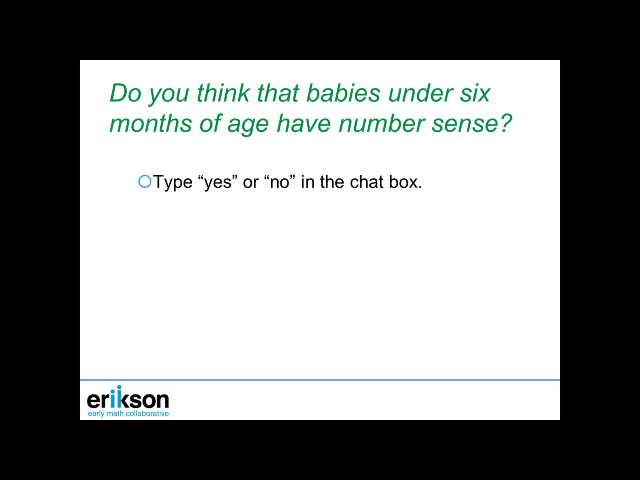 Do you think that babies under six
months of age have number sense?
Type “yes” or “no” in the chat box.
erikson
early math collaborative